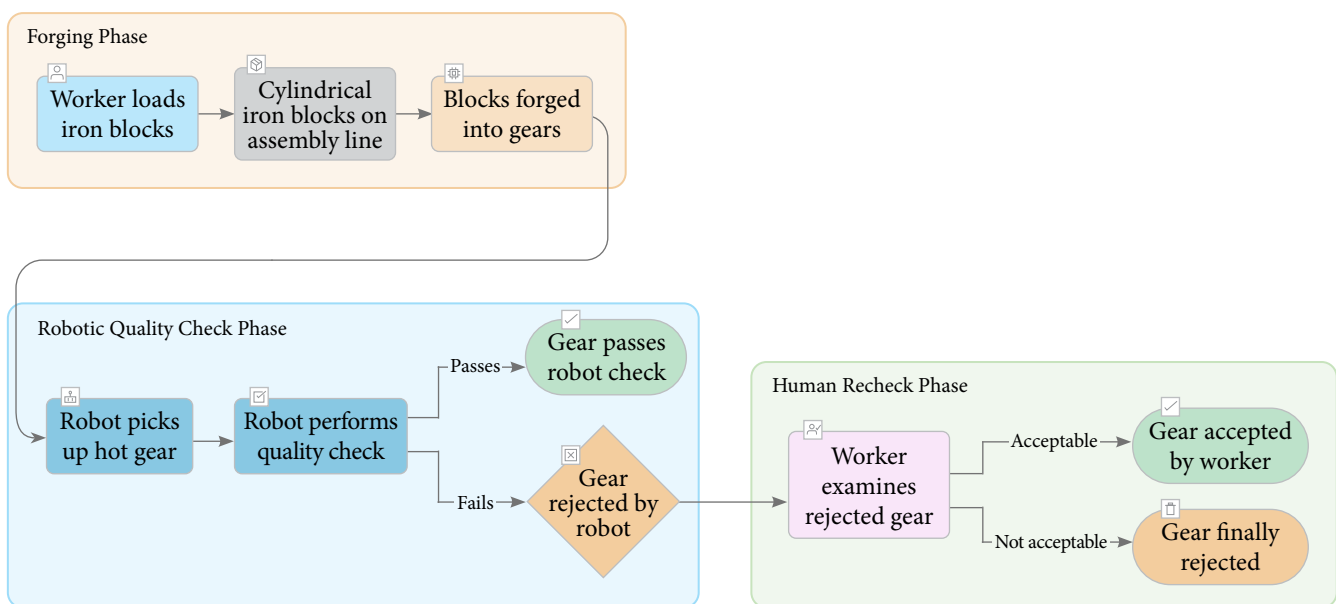 Forging Phase
Worker loads
iron blocks
Cylindrical
iron blocks on
assembly line
Blocks forged
into gears
Robotic Quality Check Phase
Robot picks
up hot gear
Robot performs
quality check
Passes
Gear passes
robot check
Fails
Gear
rejected by
robot
Human Recheck Phase
Worker
examines
rejected gear
Acceptable
Gear accepted
by worker
Not acceptable
Gear finally
rejected